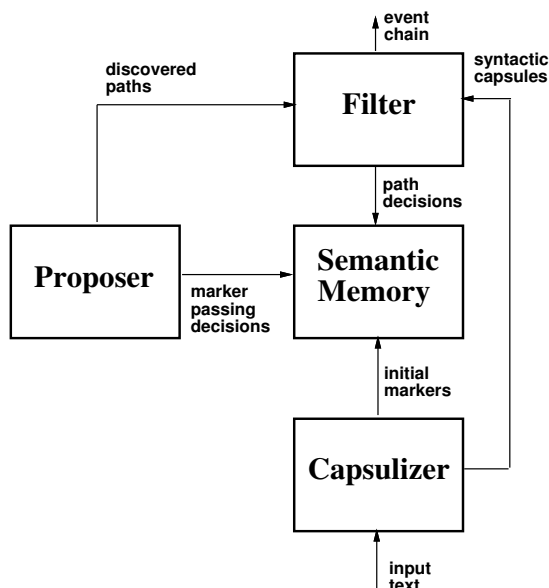 event
chain
syntactic
capsules
discovered
paths
Filter
path
decisions
Proposer
Semantic
Memory
marker
passing
decisions
initial
markers
Capsulizer
input
text